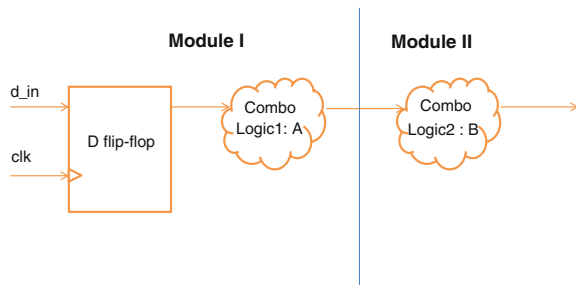 Module I
Module II
d_in
clk
D flip-flop
Combo
Logic1: A
Combo
Logic2 : B